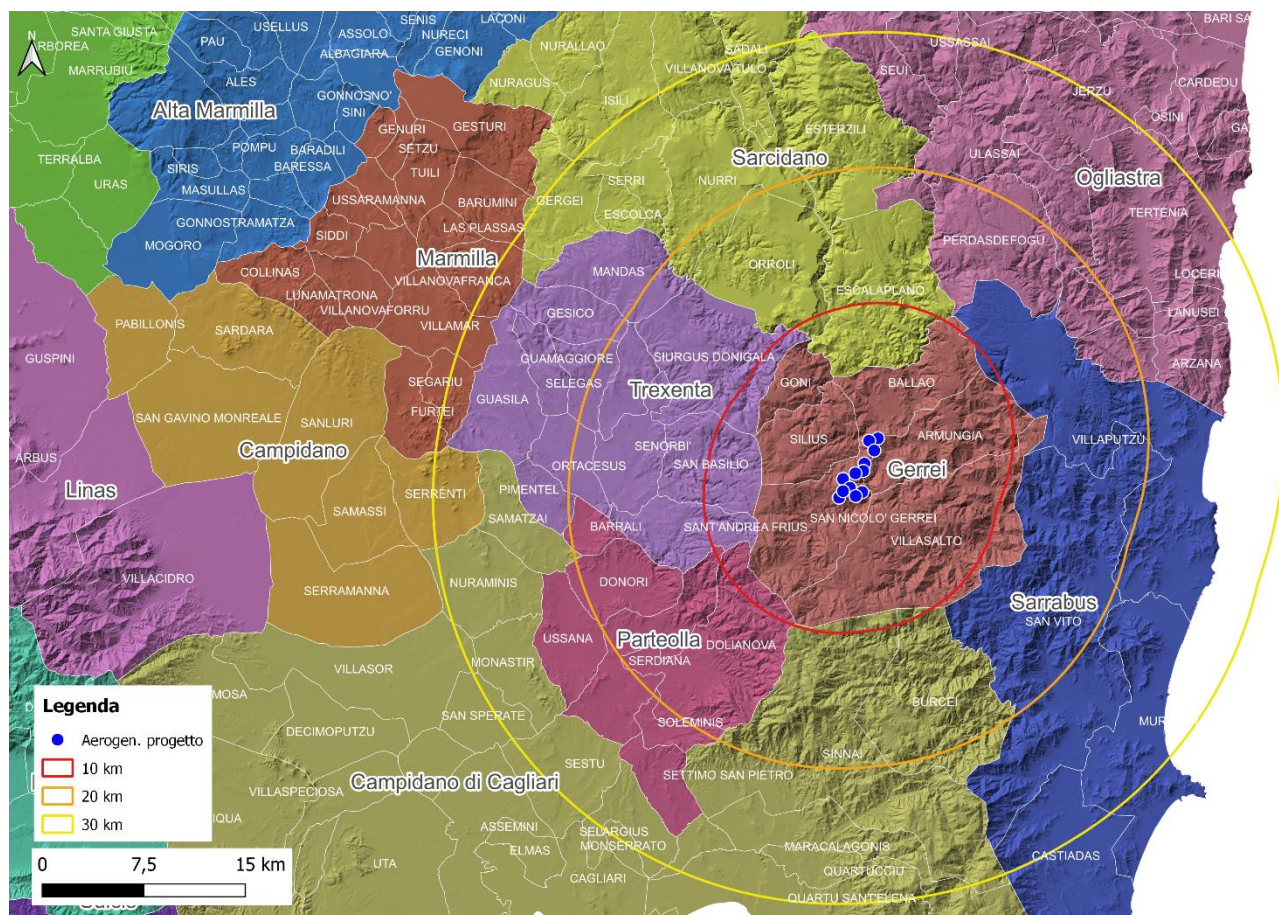 SANTA GIUSTA
ARBOREA
N
MARRUBIU
PAU
USELLUS
ASSOLO
SENIS
NURECI
LACONI
ALBAGIARA
GENONI
ALES
Alta Marmilla
GONNOSNO'
SINI
NURALLAO
SADALI
VILLANOVATULO
NURAGUS
ISILI
USSASSAI
SEUI
BARI SA
CARDEDU
JERZU
OSINI
GA
TERRALBA
URAS
POMPU
BARADILI
BARESSA
SIRIS
MASULLAS
GONNOSTRAMATZA
MOGORO
GENURI
GESTURI
SETZU
TUILI
USSARAMANNA
BARUMINI
LAS PLASSAS
SIDDI
Marmilla
COLLINAS
VILLANOVAFRANCA
LUNAMATRONA
VILLANOVAFORRU
VILLAMAR
ESTERZILI
Sarcidano
SERRI
NURRI
GERGEI
ESCOLCA
ORROLI
ESCALAPLANO
ULASSAI
Ogliastra
TERTENIA
PERDASDEFOGU
LOCERI
LANUSEI
ARZANA
PABILLONIS
SARDARA
GUSPINI
SAN GAVINO MONREALE
SANLURI
Campidano
ARBUS
Linas
SEGARIU
FURTEI
SERRENTI
SAMASSI
VILLACIDRO
SERRAMANNA
MANDAS
GESICO
GUAMAGGIORE
SIURGUS DONIGALA
SELEGAS
Trexenta
GUASILA
SENORBI'
ORTACESUS
SAN BASILIO
PIMENTEL
SAMATZAI
BARRALI
SANT'ANDREA FRIUS
GONI
BALLAO
SILIUS
ARMUNGIA
Gerrei
SAN NICOLO' GERREI
VILLASALTO
VILLAPUTZU
Sarrabus
SAN VITO
NURAMINIS
DONORI
USSANA
Parteolla
DOLIANOVA
SERDIANA
MONASTIR
VILLASOR
SOLEMINIS
BURCEI
MUR
MOSA
DECIMOPUTZU
SAN SPERATE
SINNAI
SESTU
SETTIMO SAN PIETRO
Campidano di Cagliari
VILLASPECIOSA
IQUA
ASSEMINI
SELARGIUS
ELMAS
MONSERRATO
MARACALAGONIS
UTA
CAGLIARI
QUARTUCCIU
QUARTU SANT'ELENA
CASTIADAS
Legenda
Aerogen. progetto
10 km
20 km
30 km
0 7,5 15 km